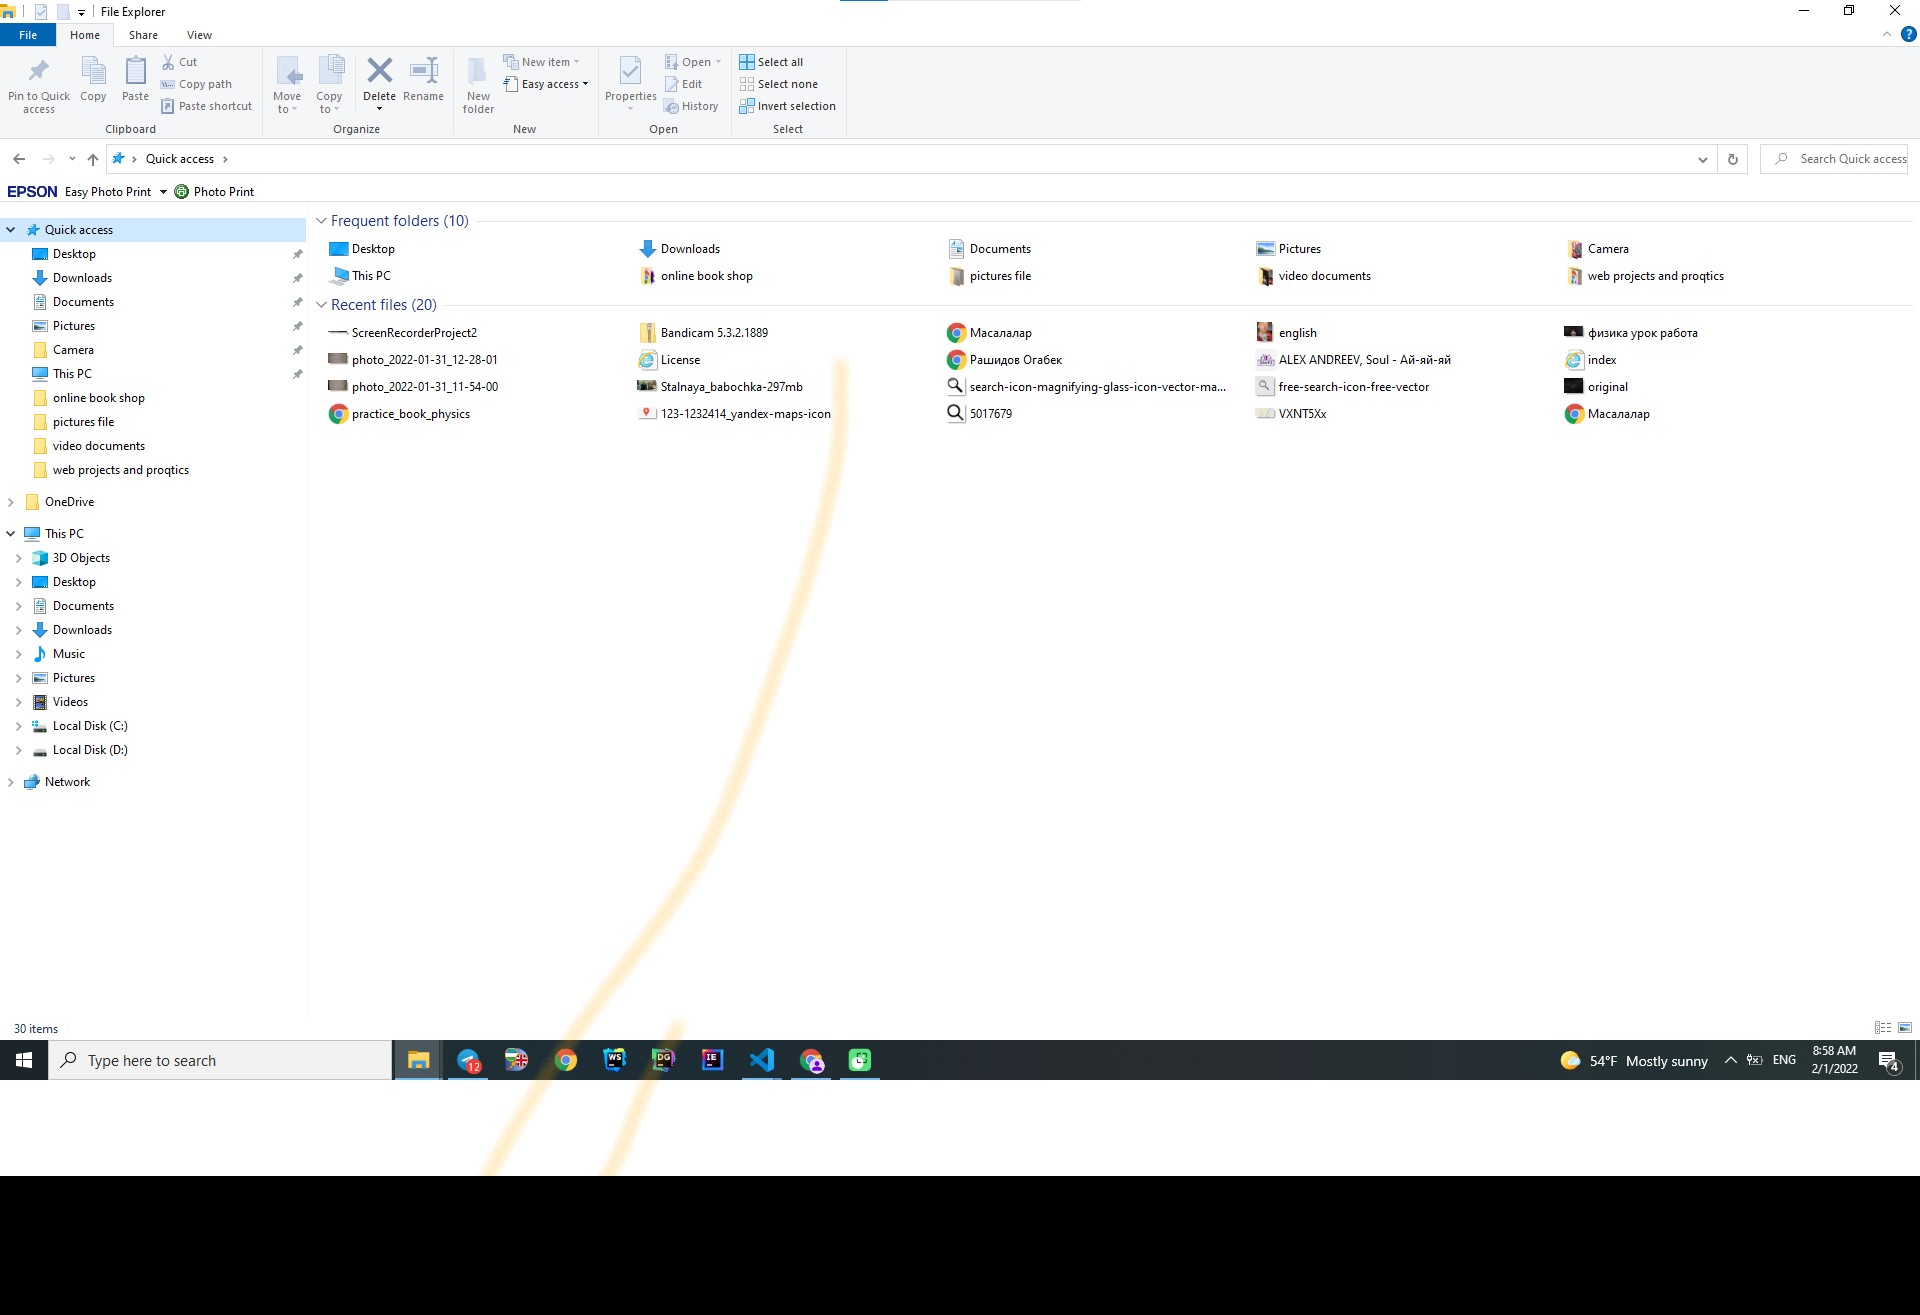 File Explorer
File Home Share View
Pin to Quick access
Copy
Paste
Cut
Copy path
Paste shortcut
Clipboard
Move to
Copy to
Delete
Rename
Organize
New folder
New item
Easy access
New
Properties
Open
Edit
History
Open
Select all
Select none
Invert selection
Select
Quick access
Search Quick access
EPSON Easy Photo Print Photo Print
Quick access
Desktop
Downloads
Documents
Pictures
Camera
This PC
online book shop
pictures file
video documents
web projects and proqtics
OneDrive
This PC
3D Objects
Desktop
Documents
Downloads
Music
Pictures
Videos
Local Disk (C:)
Local Disk (D:)
Network
Frequent folders (10)
Desktop Downloads Documents Pictures Camera
This PC online book shop pictures file video documents web projects and proqtics
Recent files (20)
ScreenRecorderProject2 Bandicam 5.3.2.1889 Масалалар english физика урок работа
photo_2022-01-31_12-28-01 License Рашидов Огабек ALEX ANDREEV, Soul - Ай-яй-яй index
photo_2022-01-31_11-54-00 Stalnaya_babochka-297mb search-icon-magnifying-glass-icon-vector-ma... free-search-icon-free-vector original
practice_book_physics 123-1232414_yandex-maps-icon 5017679 VXNT5Xx Масалалар
30 items
Type here to search
12
WS
DG
IE
54°F Mostly sunny
ENG
8:58 AM
2/1/2022
4